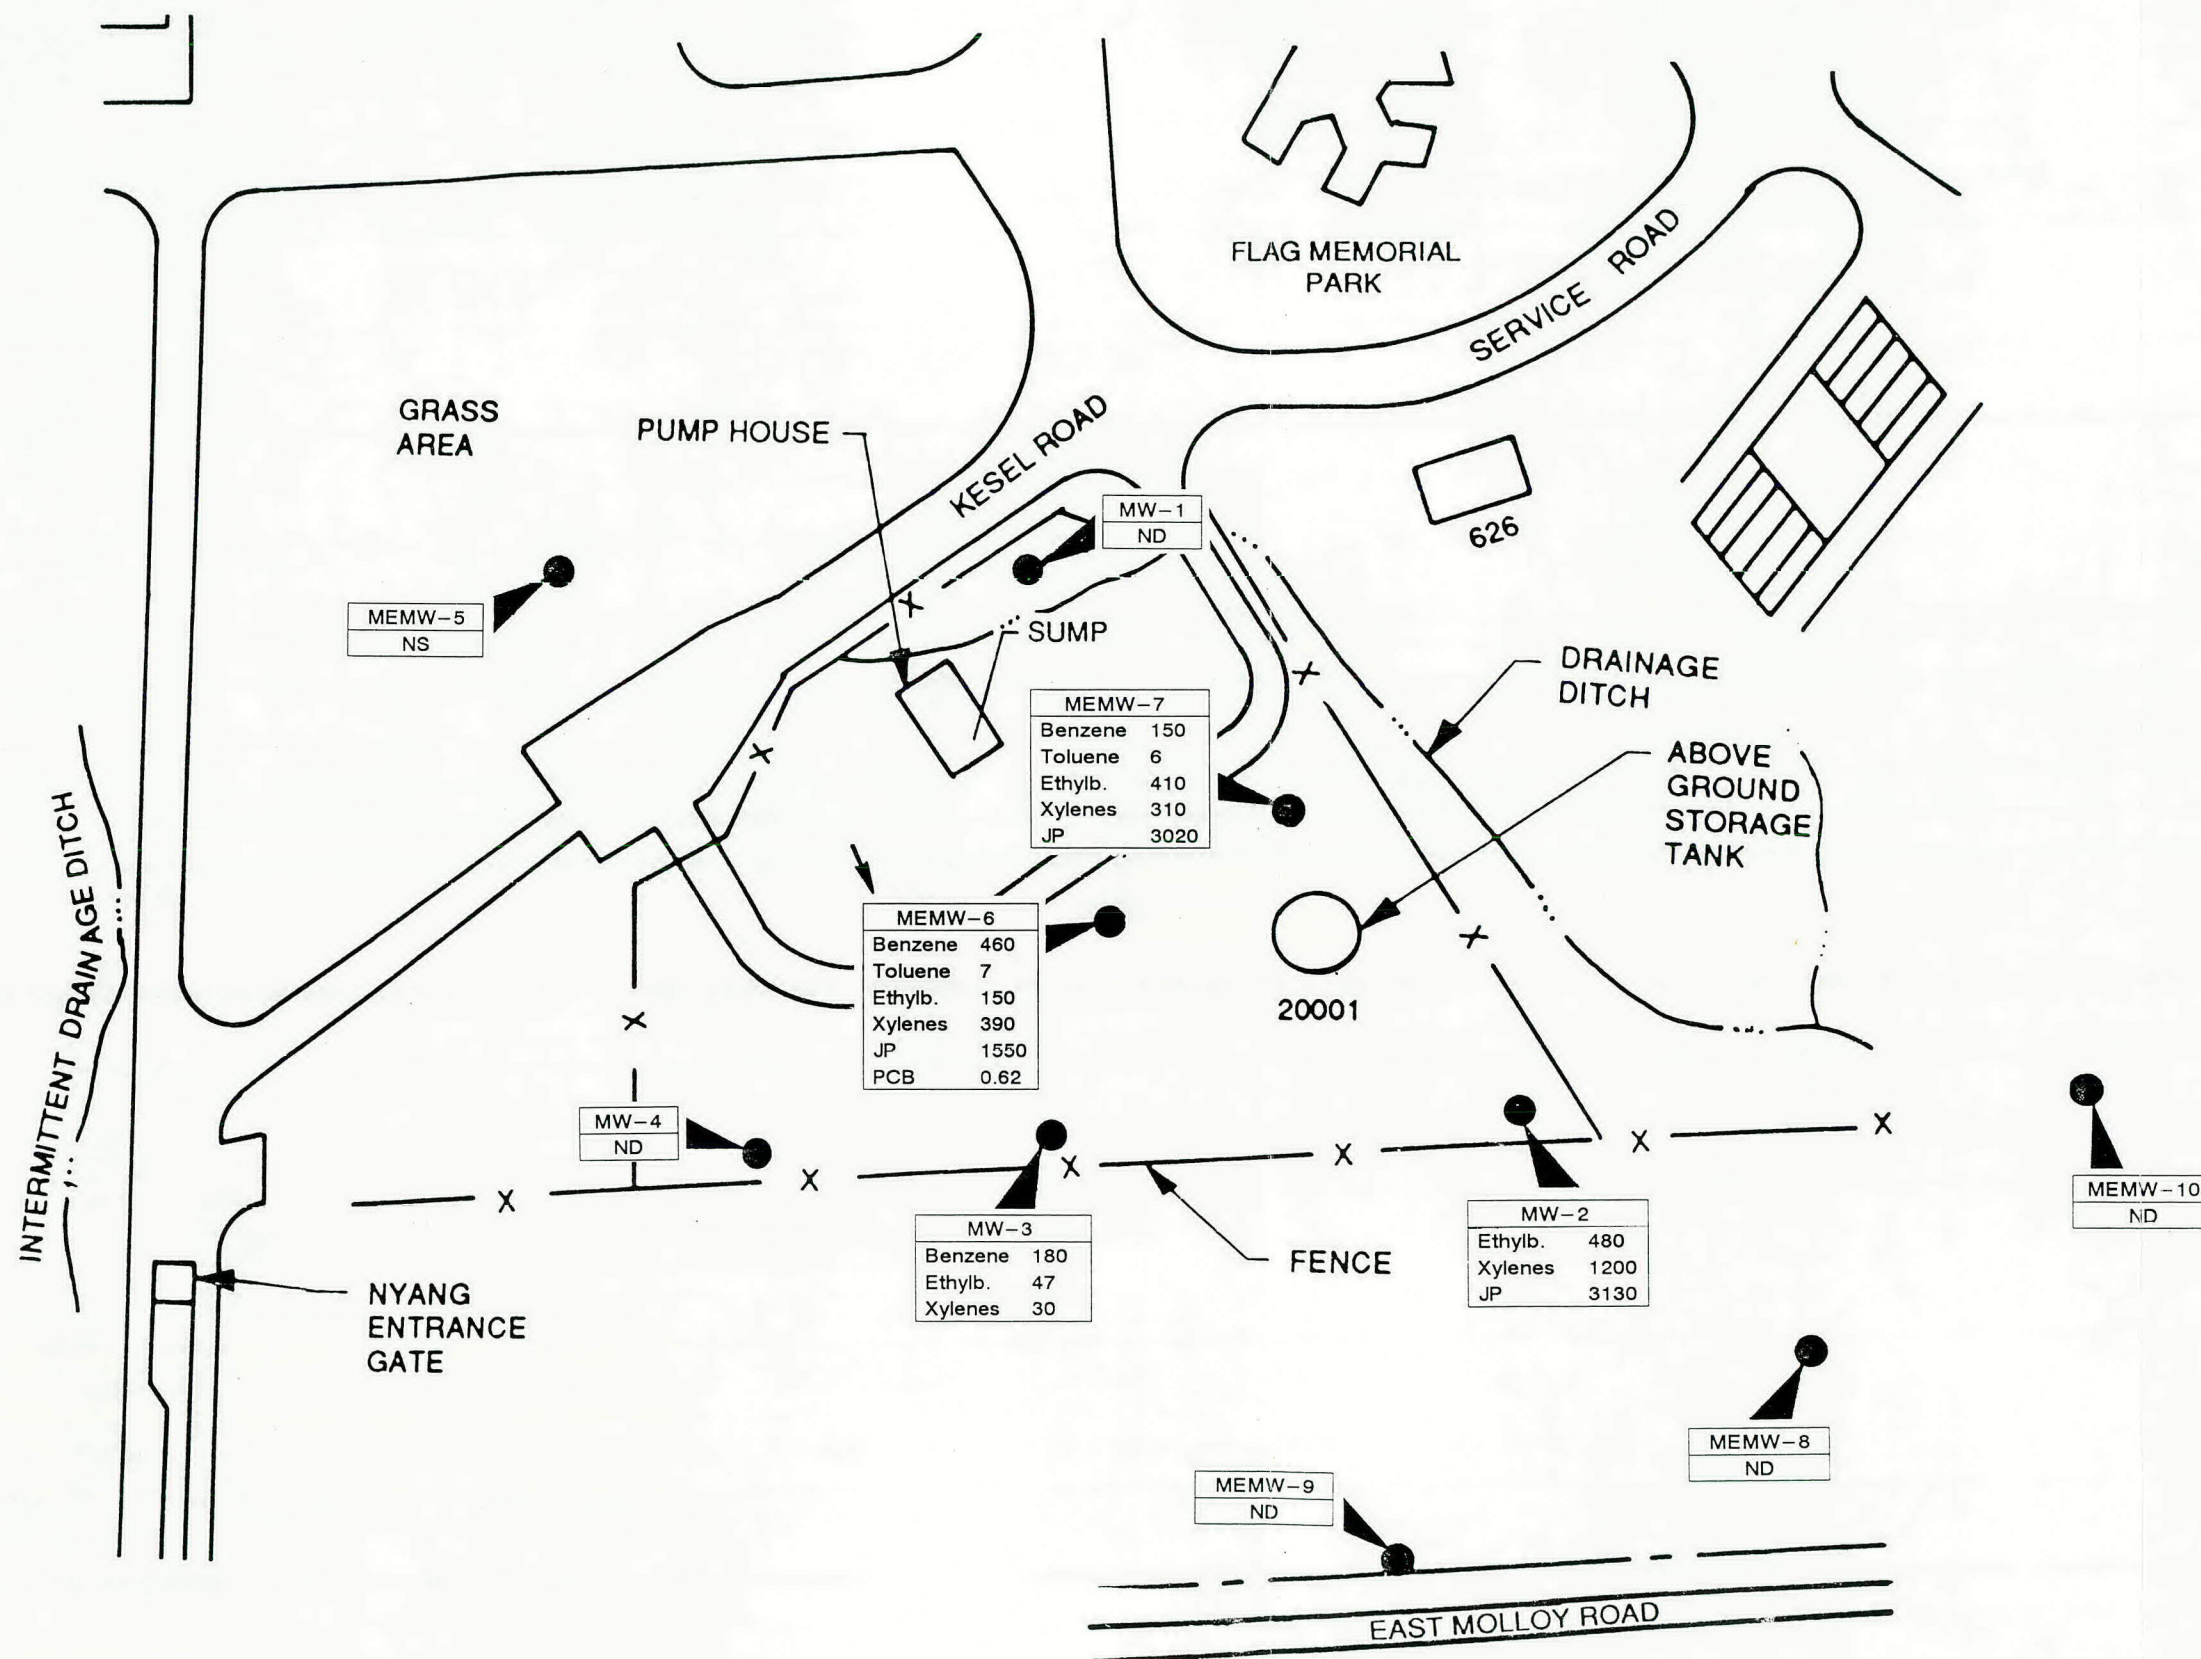 FLAG MEMORIAL
PARK
SERVICE ROAD
GRASS
AREA
PUMP HOUSE
KESEL ROAD
MW-1
ND
626
MEMW-5
NS
SUMP
DRAINAGE
DITCH
MEMW-7
Benzene 150
Toluene 6
Ethylb. 410
Xylenes 310
JP 3020
ABOVE
GROUND
STORAGE
TANK
INTERMITTENT DRAINAGE DITCH
MEMW-6
Benzene 460
Toluene 7
Ethylb. 150
Xylenes 390
JP 1550
PCB 0.62
20001
MW-4
ND
MW-3
Benzene 180
Ethylb. 47
Xylenes 30
FENCE
MW-2
Ethylb. 480
Xylenes 1200
JP 3130
MEMW-10
ND
NYANG
ENTRANCE
GATE
MEMW-8
ND
MEMW-9
ND
EAST MOLLOY ROAD